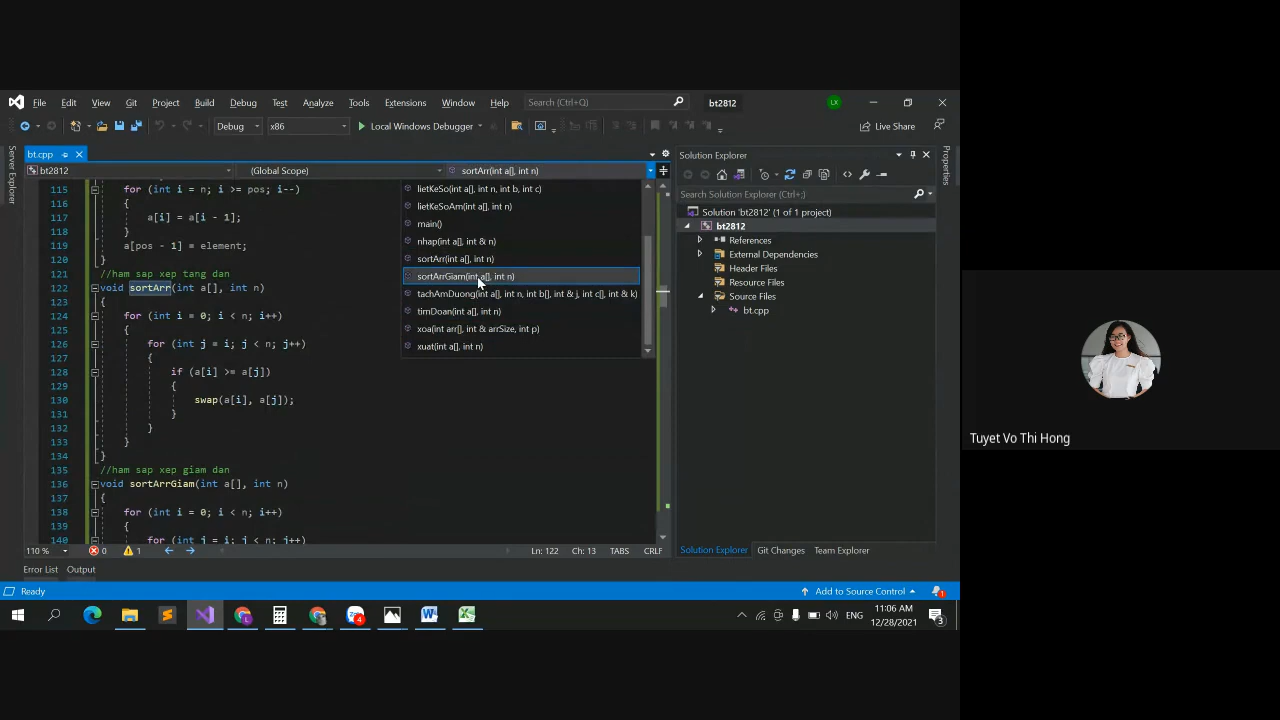 File Edit View Git Project Build Debug Test Analyze Tools Extensions Window Help Search (Ctrl+Q) bt2812 LX
Debug x86 Local Windows Debugger Live Share
Server Explorer
bt.cpp
bt2812 (Global Scope) sortArr(int a[], int n)
115 for (int i = n; i >= pos; i--)
116 {
117 a[i] = a[i - 1];
118 }
119 a[pos - 1] = element;
120 }
121 //ham sap xep tang dan
122 void sortArr(int a[], int n)
123 {
124 for (int i = 0; i < n; i++)
125 {
126 for (int j = i; j < n; j++)
127 {
128 if (a[i] >= a[j])
129 {
130 swap(a[i], a[j]);
131 }
132 }
133 }
134 }
135 //ham sap xep giam dan
136 void sortArrGiam(int a[], int n)
137 {
138 for (int i = 0; i < n; i++)
139 {
140 for (int j = i; j < n; j++)
lietKeSo(int a[], int n, int b, int c)
lietKeSoAm(int a[], int n)
main()
nhap(int a[], int & n)
sortArr(int a[], int n)
sortArrGiam(int a[], int n)
tachAmDuong(int a[], int n, int b[], int & j, int c[], int & k)
timDoan(int a[], int n)
xoa(int arr[], int & arrSize, int p)
xuat(int a[], int n)
110 % 0 1 Ln: 122 Ch: 13 TABS CRLF
Error List Output
Solution Explorer
Search Solution Explorer (Ctrl+;)
Solution 'bt2812' (1 of 1 project)
bt2812
References
External Dependencies
Header Files
Resource Files
Source Files
bt.cpp
Solution Explorer Git Changes Team Explorer
Properties
Ready Add to Source Control 1
4 ENG 11:06 AM
12/28/2021 3
Tuyet Vo Thi Hong